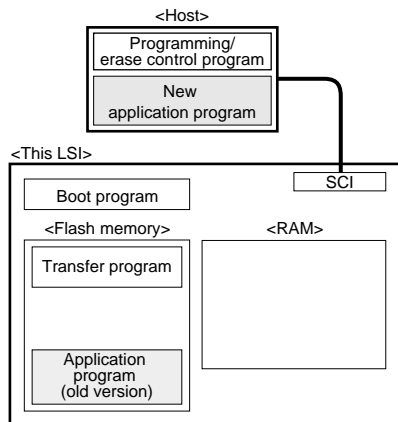 <Host>
Programming/
erase control program
New
application program
<This LSI>
SCI
Boot program
<Flash memory>
<RAM>
Transfer program
Application
program
(old version)